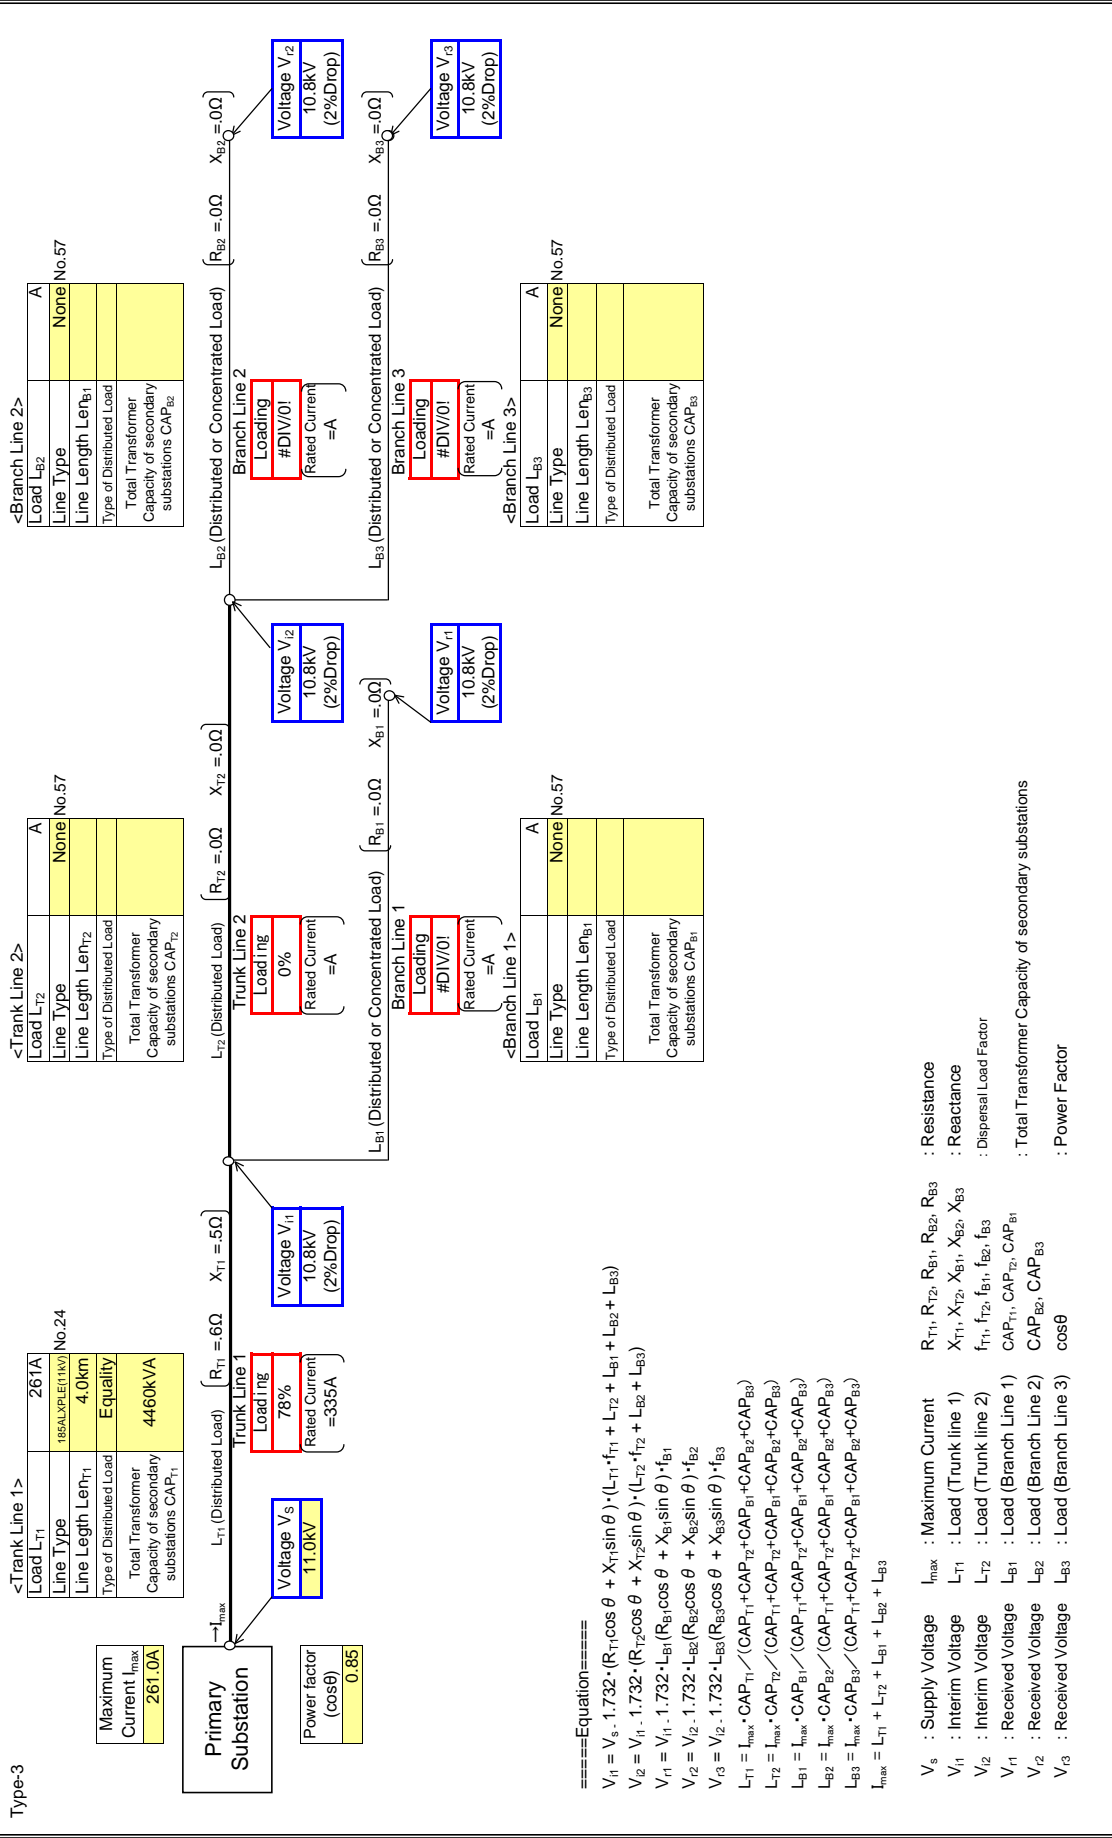 Type-3
Maximum
Current Imax
261.0A
Power factor
(cosθ)
0.85
Primary
Substation
→Imax
Voltage VS
11.0kV
<Trank Line 1>
Load LT1 261A
Line Type 185ALXPLE(11kV) No.24
Line Legth LenT1 4.0km
Type of Distributed Load Equality
Total Transformer
Capacity of secondary
substations CAPT1
4460kVA
LT1 (Distributed Load) RT1 =.6Ω XT1 =.5Ω
Trunk Line 1
Loading
78%
Rated Current
=335A
Voltage Vi1
10.8kV
(2%Drop)
<Trank Line 2>
Load LT2 A
Line Type None No.57
Line Legth LenT2
Type of Distributed Load
Total Transformer
Capacity of secondary
substations CAPT2
LT2 (Distributed Load) RT2 =.0Ω XT2 =.0Ω
Trunk Line 2
Loading
0%
Rated Current
=A
Voltage Vi2
10.8kV
(2%Drop)
LB1 (Distributed or Concentrated Load) RB1 =.0Ω XB1 =.0Ω
Branch Line 1
Loading
#DIV/0!
Rated Current
=A
Voltage Vr1
10.8kV
(2%Drop)
<Branch Line 1>
Load LB1 A
Line Type None No.57
Line Length LenB1
Type of Distributed Load
Total Transformer
Capacity of secondary
substations CAPB1
<Branch Line 2>
Load LB2 A
Line Type None No.57
Line Length LenB1
Type of Distributed Load
Total Transformer
Capacity of secondary
substations CAPB2
LB2 (Distributed or Concentrated Load) RB2 =.0Ω XB2 =.0Ω
Branch Line 2
Loading
#DIV/0!
Rated Current
=A
Voltage Vr2
10.8kV
(2%Drop)
LB3 (Distributed or Concentrated Load) RB3 =.0Ω XB3 =.0Ω
Branch Line 3
Loading
#DIV/0!
Rated Current
=A
Voltage Vr3
10.8kV
(2%Drop)
<Branch Line 3>
Load LB3 A
Line Type None No.57
Line Length LenB3
Type of Distributed Load
Total Transformer
Capacity of secondary
substations CAPB3
=====Equation=====
Vi1 = Vs - 1.732・(RT1cosθ + XT1sinθ)・(LT1・fT1 + LT2 + LB1 + LB2 + LB3)
Vi2 = Vi1 - 1.732・(RT2cosθ + XT2sinθ)・(LT2・fT2 + LB2 + LB3)
Vr1 = Vi1 - 1.732・LB1(RB1cosθ + XB1sinθ)・fB1
Vr2 = Vi2 - 1.732・LB2(RB2cosθ + XB2sinθ)・fB2
Vr3 = Vi2 - 1.732・LB3(RB3cosθ + XB3sinθ)・fB3
LT1 = Imax・CAPT1／(CAPT1+CAPT2+CAPB1+CAPB2+CAPB3)
LT2 = Imax・CAPT2／(CAPT1+CAPT2+CAPB1+CAPB2+CAPB3)
LB1 = Imax・CAPB1／(CAPT1+CAPT2+CAPB1+CAPB2+CAPB3)
LB2 = Imax・CAPB2／(CAPT1+CAPT2+CAPB1+CAPB2+CAPB3)
LB3 = Imax・CAPB3／(CAPT1+CAPT2+CAPB1+CAPB2+CAPB3)
Imax = LT1 + LT2 + LB1 + LB2 + LB3
Vs : Supply Voltage Imax : Maximum Current RT1, RT2, RB1, RB2, RB3 : Resistance
Vi1 : Interim Voltage LT1 : Load (Trunk line 1) XT1, XT2, XB1, XB2, XB3 : Reactance
Vi2 : Interim Voltage LT2 : Load (Trunk line 2) fT1, fT2, fB1, fB2, fB3 : Dispersal Load Factor
Vr1 : Received Voltage LB1 : Load (Branch Line 1) CAPT1, CAPT2, CAPB1 : Total Transformer Capacity of secondary substations
Vr2 : Received Voltage LB2 : Load (Branch Line 2) CAPB2, CAPB3
Vr3 : Received Voltage LB3 : Load (Branch Line 3) cosθ : Power Factor